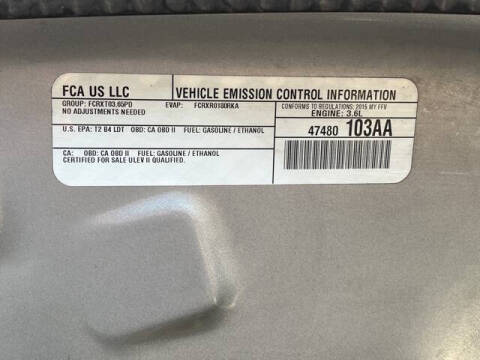 FCA US LLC
VEHICLE EMISSION CONTROL INFORMATION
GROUP: FCRXT03.65PD EVAP: FCRXR0180RKA
NO ADJUSTMENTS NEEDED
CONFORMS TO REGULATIONS: 2015 MY FFV
ENGINE: 3.6L
U.S. EPA: T2 B4 LDT OBD: CA OBD II FUEL: GASOLINE / ETHANOL
47480 103AA
CA: OBD: CA OBD II FUEL: GASOLINE / ETHANOL
CERTIFIED FOR SALE ULEV II QUALIFIED.